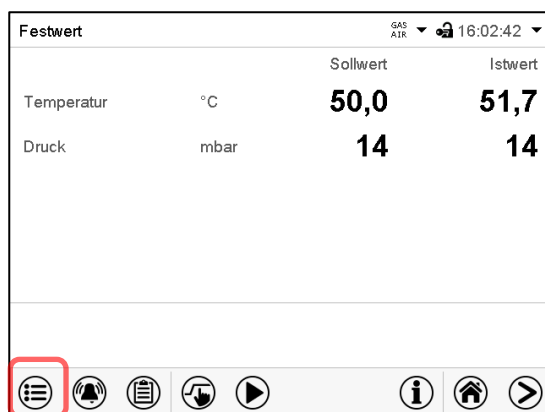 Festwert GAS AIR 16:02:42
Sollwert Istwert
Temperatur °C 50,0 51,7
Druck mbar 14 14